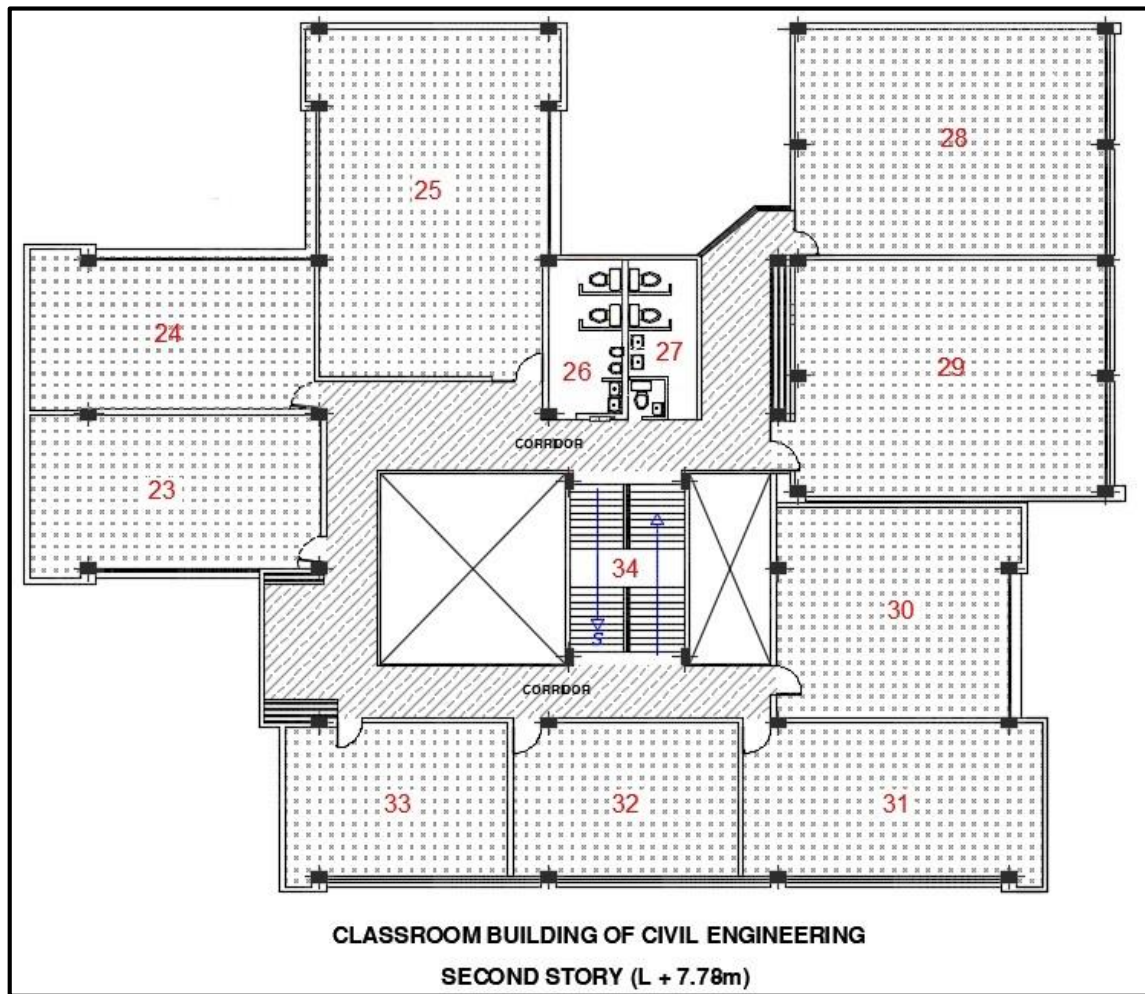 28
25
24
27
26
29
CORRIDOR
23
34
30
S
CORRIDOR
33
32
31
CLASSROOM BUILDING OF CIVIL ENGINEERING
SECOND STORY (L + 7.78m)